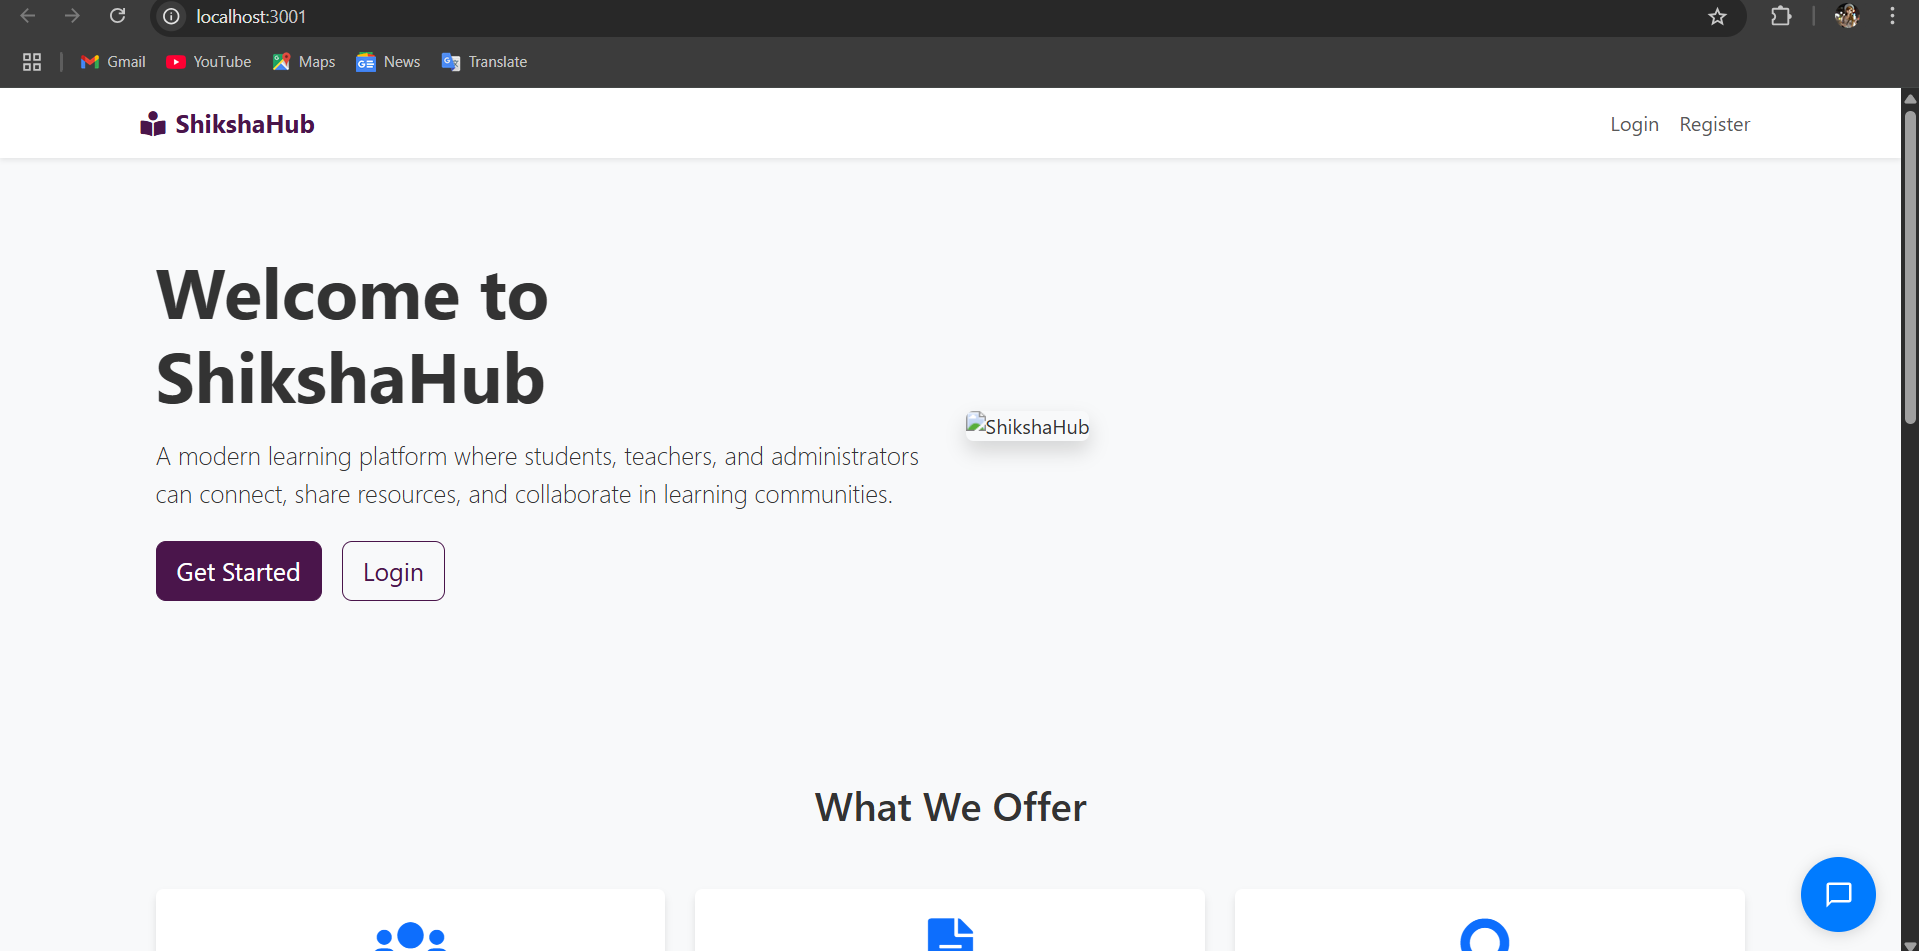 localhost:3001
Gmail
YouTube
Maps
News
Translate
ShikshaHub
Login
Register
Welcome to
ShikshaHub
A modern learning platform where students, teachers, and administrators
can connect, share resources, and collaborate in learning communities.
Get Started
Login
ShikshaHub
What We Offer